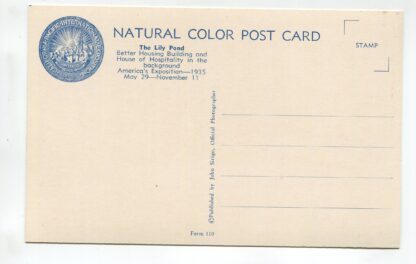 NATURAL COLOR POST CARD
The Lily Pond
Better Housing Building and
House of Hospitality in the
background
America's Exposition—1935
May 29—November 11
STAMP
©Published by John Sirigo, Official Photographer
Form 110